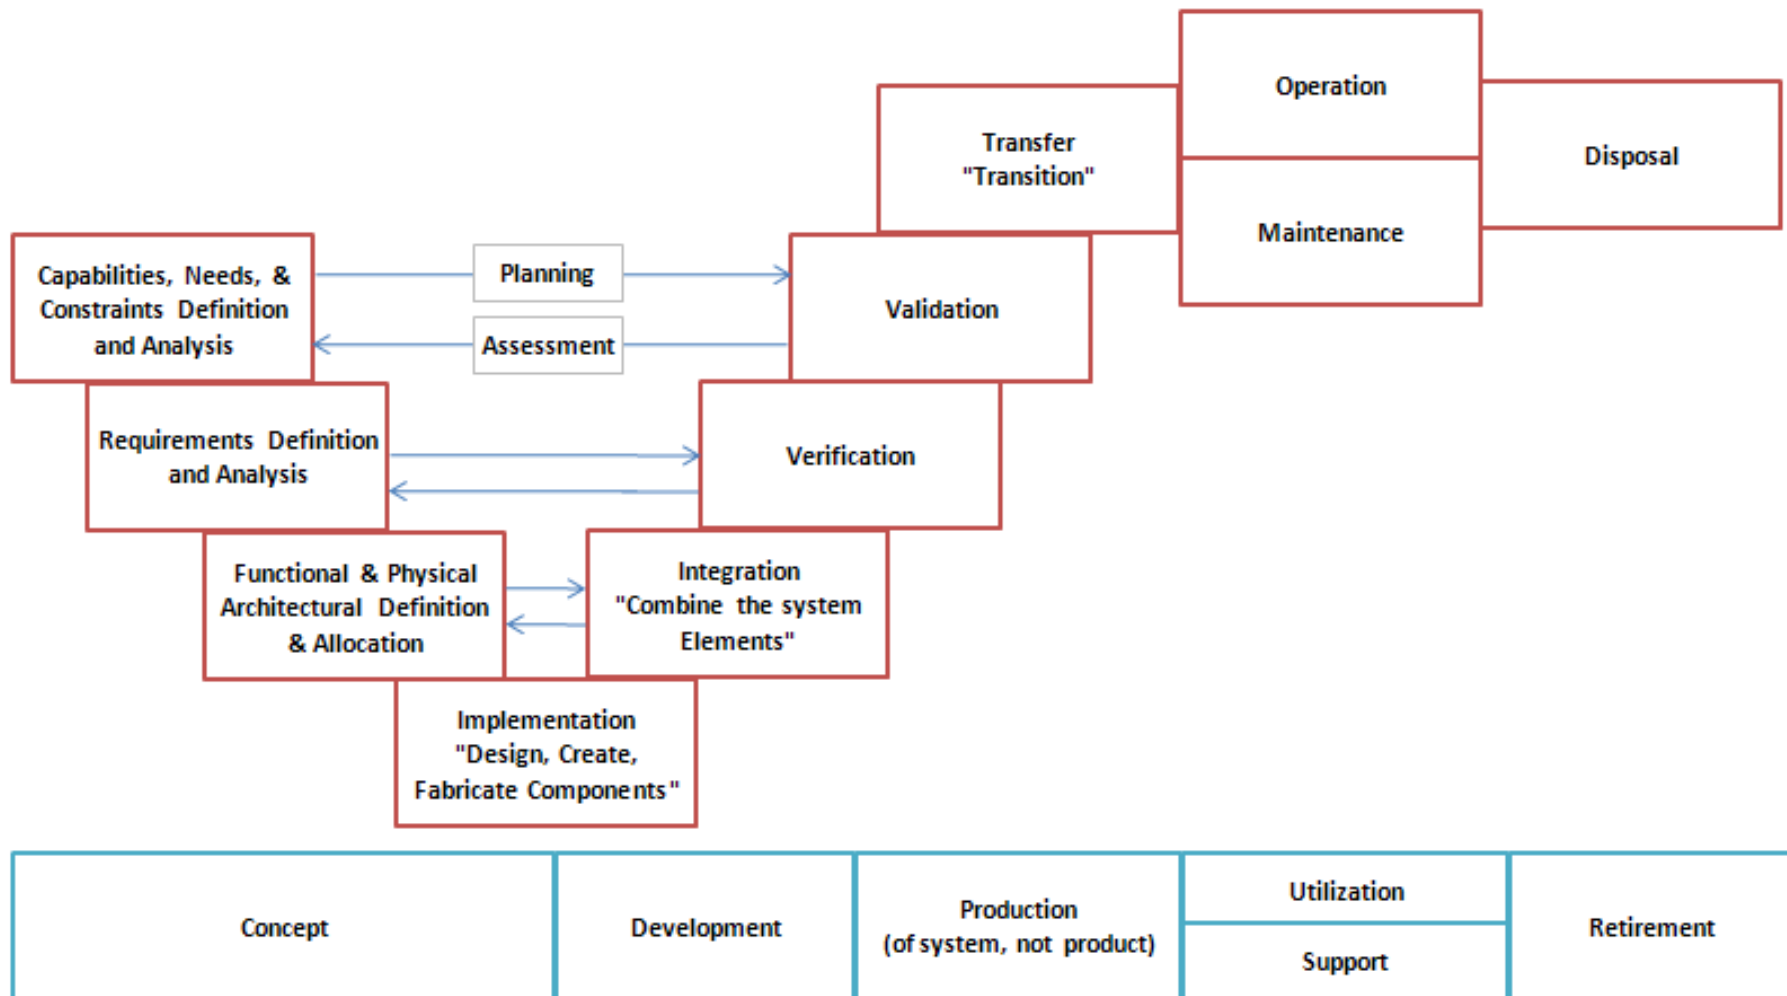 Operation
Transfer
"Transition"
Disposal
Maintenance
Capabilities, Needs, &
Constraints Definition
and Analysis
Planning
Assessment
Validation
Requirements Definition
and Analysis
Verification
Functional & Physical
Architectural Definition
& Allocation
Integration
"Combine the system
Elements"
Implementation
"Design, Create,
Fabricate Components"
Concept
Development
Production
(of system, not product)
Utilization
Support
Retirement